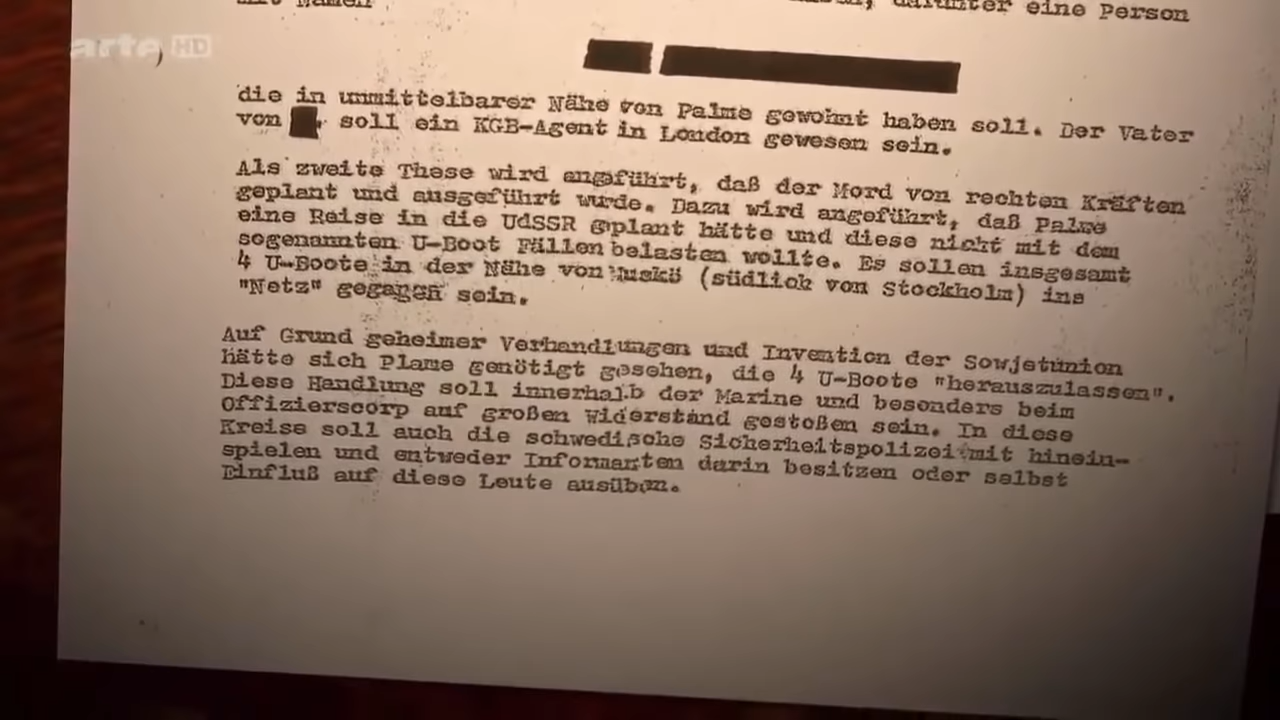 arte HD
mit Namen darunter eine Person
die in unmittelbarer Nähe von Palme gewohnt haben soll. Der Vater
von soll ein KGB-Agent in London gewesen sein.
Als zweite These wird angeführt, daß der Mord von rechten Kräften
geplant und ausgeführt wurde. Dazu wird angeführt, daß Palme
eine Reise in die UdSSR geplant hätte und diese nicht mit dem
sogenannten U-Boot Fällen belasten wollte. Es sollen insgesamt
4 U-Boote in der Nähe von Muskö (südlich von Stockholm) ins
"Netz" gegangen sein.
Auf Grund geheimer Verhandlungen und Invention der Sowjetunion
hätte sich Plame genötigt gesehen, die 4 U-Boote "herauszulassen".
Diese Handlung soll innerhalb der Marine und besonders beim
Offizierscorp auf großen Widerstand gestoßen sein. In diese
Kreise soll auch die schwedische Sicherheitspolizei mit hinein-
spielen und entweder Informanten darin besitzen oder selbst
Einfluß auf diese Leute ausüben.